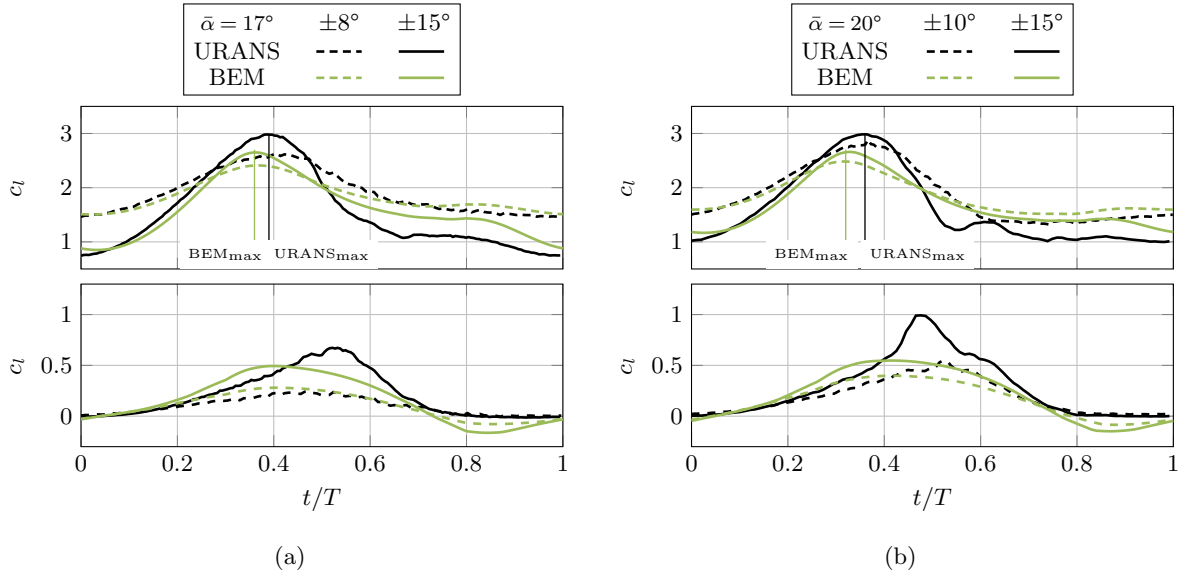 ᾱ = 17° ±8° ±15°
URANS
BEM
3
2
1
c_l
BEM_max URANS_max
1
0.5
0
c_l
0 0.2 0.4 0.6 0.8 1
t/T
(a)
ᾱ = 20° ±10° ±15°
URANS
BEM
3
2
1
c_l
BEM_max URANS_max
1
0.5
0
c_l
0 0.2 0.4 0.6 0.8 1
t/T
(b)